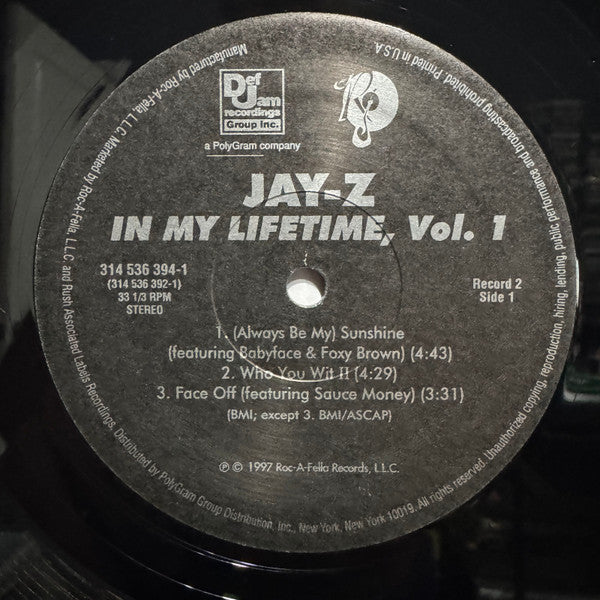 Manufactured by Roc-A-Fella, L.L.C. Marketed by Roc-A-Fella, L.L.C and Rush Associated Labels Recordings. Distributed by PolyGram Group Distribution, Inc., New York, New York 10019. All rights reserved. Unauthorized copying, reproduction, hiring, lending, public performance and broadcasting prohibited. Printed in U.S.A
Def
Jam
recordings
Group Inc.
a PolyGram company
R
JAY-Z
IN MY LIFETIME, Vol. 1
314 536 394-1
(314 536 392-1)
33 1/3 RPM
STEREO
Record 2
Side 1
1. (Always Be My) Sunshine
(featuring Babyface & Foxy Brown) (4:43)
2. Who You Wit II (4:29)
3. Face Off (featuring Sauce Money) (3:31)
(BMI; except 3. BMI/ASCAP)
℗ © 1997 Roc-A-Fella Records, L.L.C.